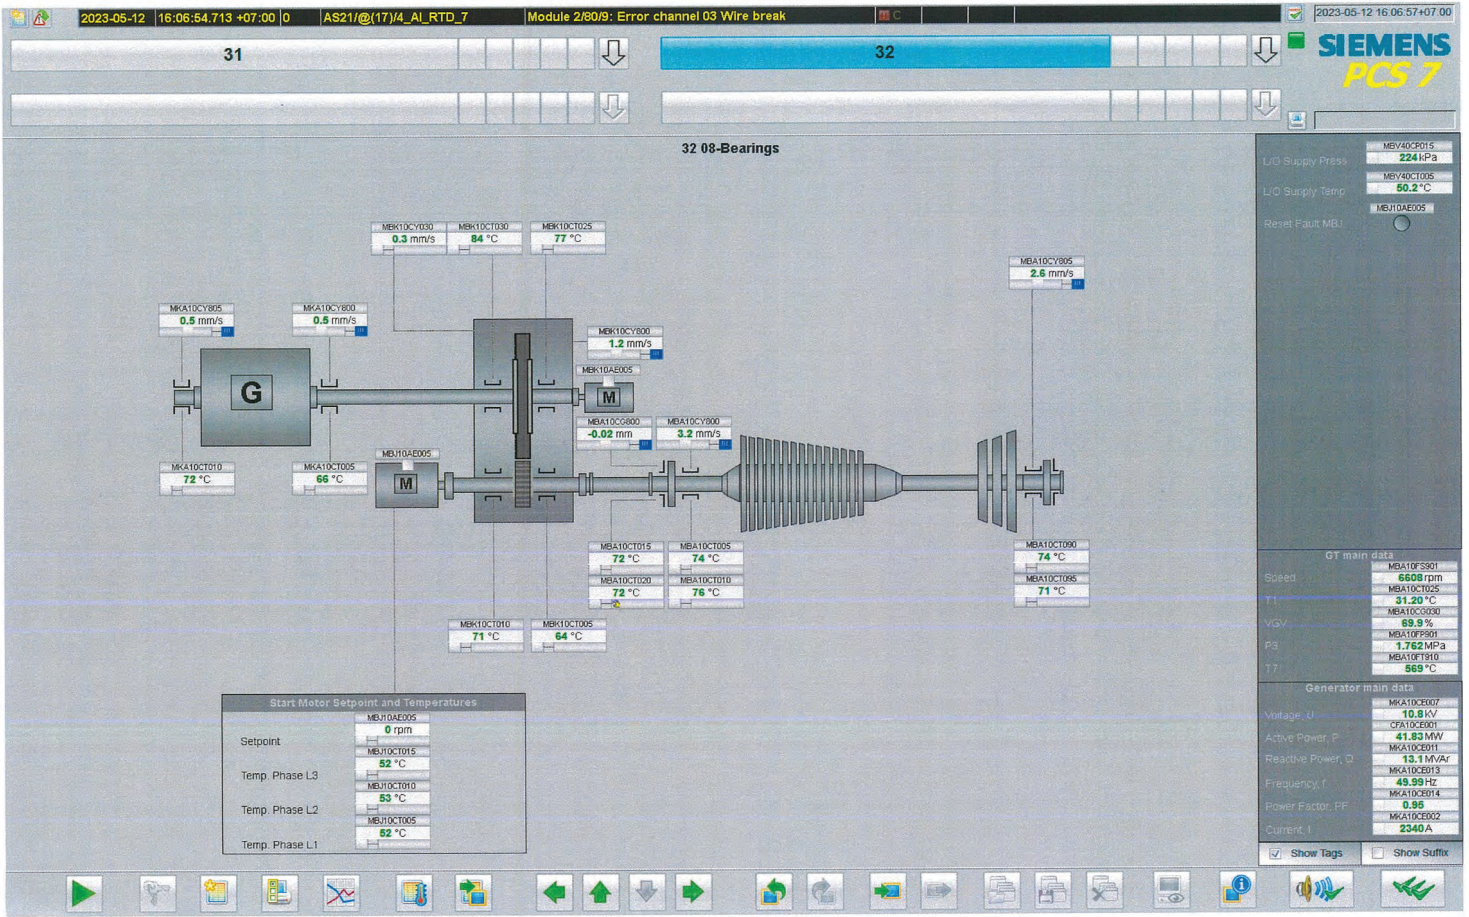 2023-05-12 16:06:54.713 +07:00 0 AS21/@(17)/4_AI_RTD_7 Module 2/80/9: Error channel 03 Wire break C 2023-05-12 16:06:57+07:00
31 32
SIEMENS
PCS 7
32 08-Bearings
MBV40CP015
L/O Supply Press 224 kPa
MBV40CT005
L/O Supply Temp 50.2 °C
MBJ10AE005
Reset Fault MBJ
MBK10CY030 MBK10CT030 MBK10CT025
0.3 mm/s 84 °C 77 °C
MBA10CY805
2.6 mm/s
MKA10CY805 MKA10CY800
0.5 mm/s 0.5 mm/s
MBK10CY800
1.2 mm/s
MBK10AE005
G
M
MBA10CG800 MBA10CY800
-0.02 mm 3.2 mm/s
MKA10CT010 MKA10CT005
72 °C 66 °C
MBJ10AE005
M
MBA10CT015 MBA10CT005 MBA10CT090
72 °C 74 °C 74 °C
MBA10CT020 MBA10CT010 MBA10CT095
72 °C 76 °C 71 °C
MBK10CT010 MBK10CT005
71 °C 64 °C
Start Motor Setpoint and Temperatures
MBJ10AE005
0 rpm
Setpoint
MBJ10CT015
52 °C
Temp. Phase L3
MBJ10CT010
53 °C
Temp. Phase L2
MBJ10CT005
52 °C
Temp. Phase L1
GT main data
MBA10FS901
Speed 6608 rpm
MBA10CT025
T1 31.20 °C
MBA10CG030
VGV 69.9 %
MBA10FP901
P3 1.762 MPa
MBA10FT910
T7 569 °C
Generator main data
MKA10CE007
Voltage, U 10.8 kV
CFA10CE001
Active Power, P 41.83 MW
MKA10CE011
Reactive Power, Q 13.1 MVAr
MKA10CE013
Frequency, f 49.99 Hz
MKA10CE014
Power Factor, PF 0.95
MKA10CE002
Current, I 2340 A
Show Tags Show Suffix